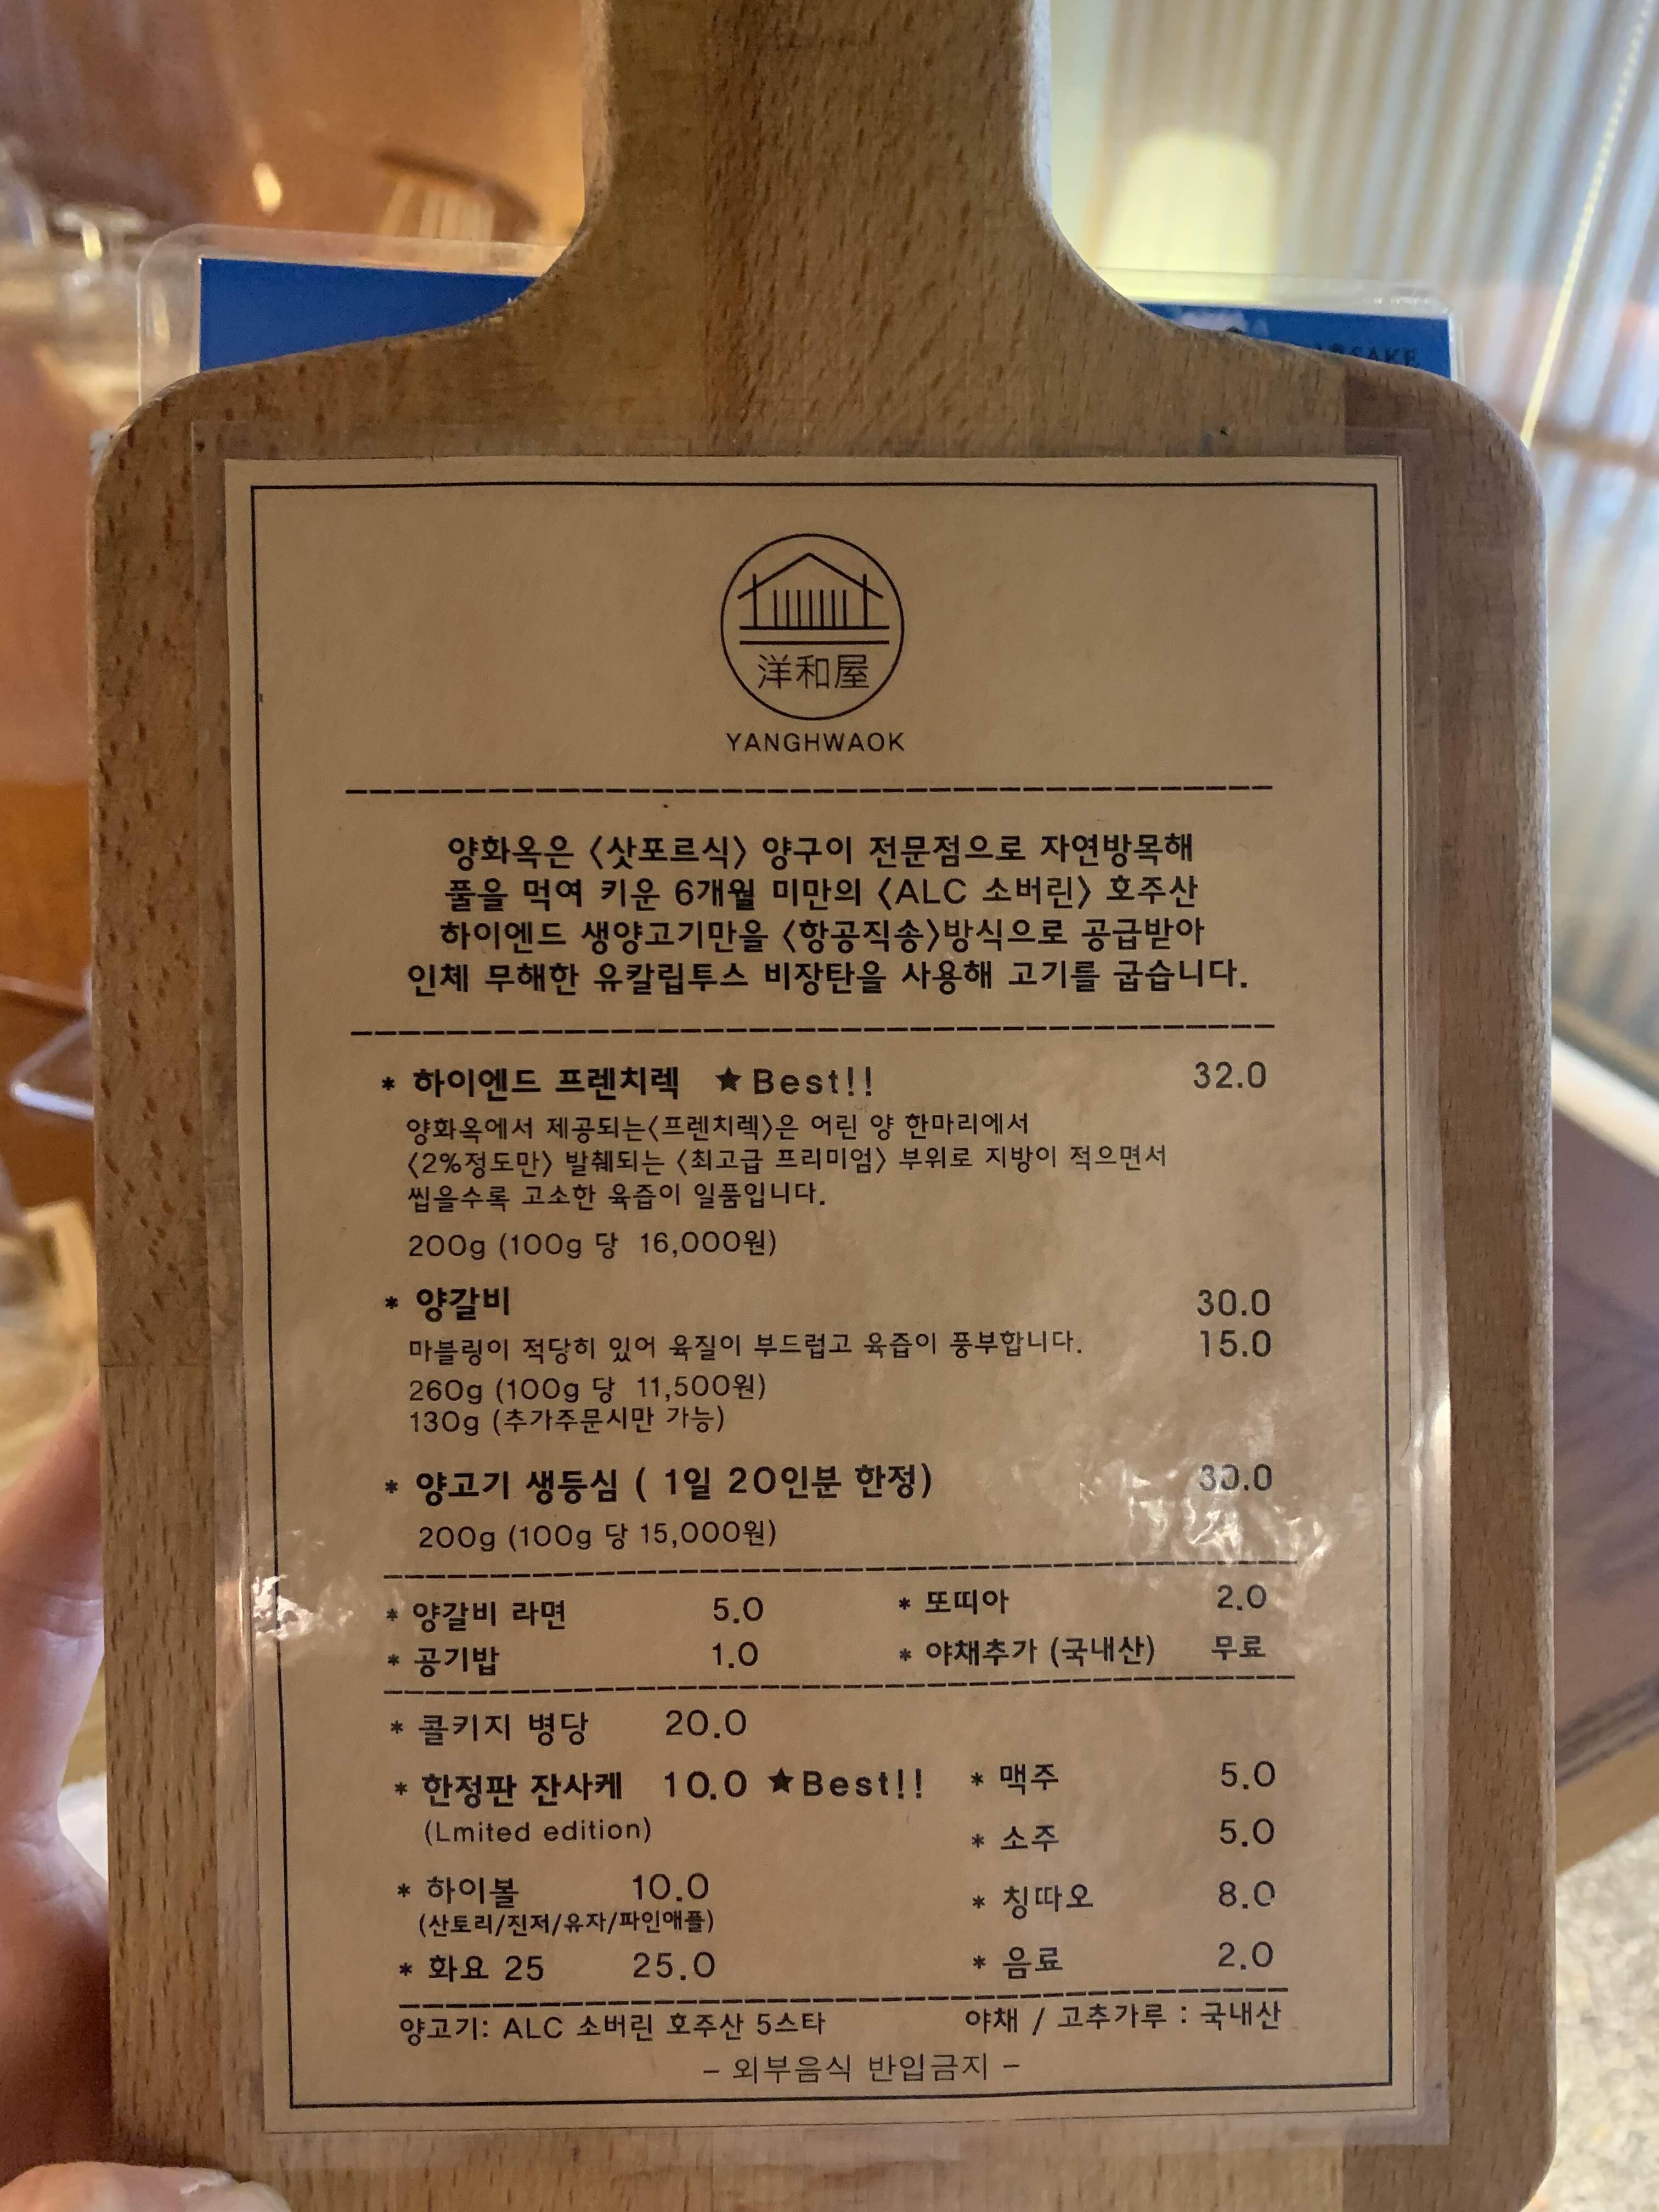 洋和屋
YANGHWAOK
양화옥은 〈삿포르식〉 양구이 전문점으로 자연방목해
풀을 먹여 키운 6개월 미만의 〈ALC 소버린〉 호주산
하이엔드 생양고기만을 〈항공직송〉방식으로 공급받아
인체 무해한 유칼립투스 비장탄을 사용해 고기를 굽습니다.
* 하이엔드 프렌치렉 ★Best!! 32.0
양화옥에서 제공되는〈프렌치렉〉은 어린 양 한마리에서
〈2%정도만〉 발췌되는 〈최고급 프리미엄〉 부위로 지방이 적으면서
씹을수록 고소한 육즙이 일품입니다.
200g (100g 당 16,000원)
* 양갈비 30.0
마블링이 적당히 있어 육질이 부드럽고 육즙이 풍부합니다. 15.0
260g (100g 당 11,500원)
130g (추가주문시만 가능)
* 양고기 생등심 ( 1일 20인분 한정) 30.0
200g (100g 당 15,000원)
* 양갈비 라면 5.0 * 또띠아 2.0
* 공기밥 1.0 * 야채추가 (국내산) 무료
* 콜키지 병당 20.0
* 한정판 잔사케 10.0 ★Best!! * 맥주 5.0
(Lmited edition) * 소주 5.0
* 하이볼 10.0 * 칭따오 8.0
(산토리/진저/유자/파인애플)
* 화요 25 25.0 * 음료 2.0
양고기: ALC 소버린 호주산 5스타 야채 / 고추가루 : 국내산
– 외부음식 반입금지 –